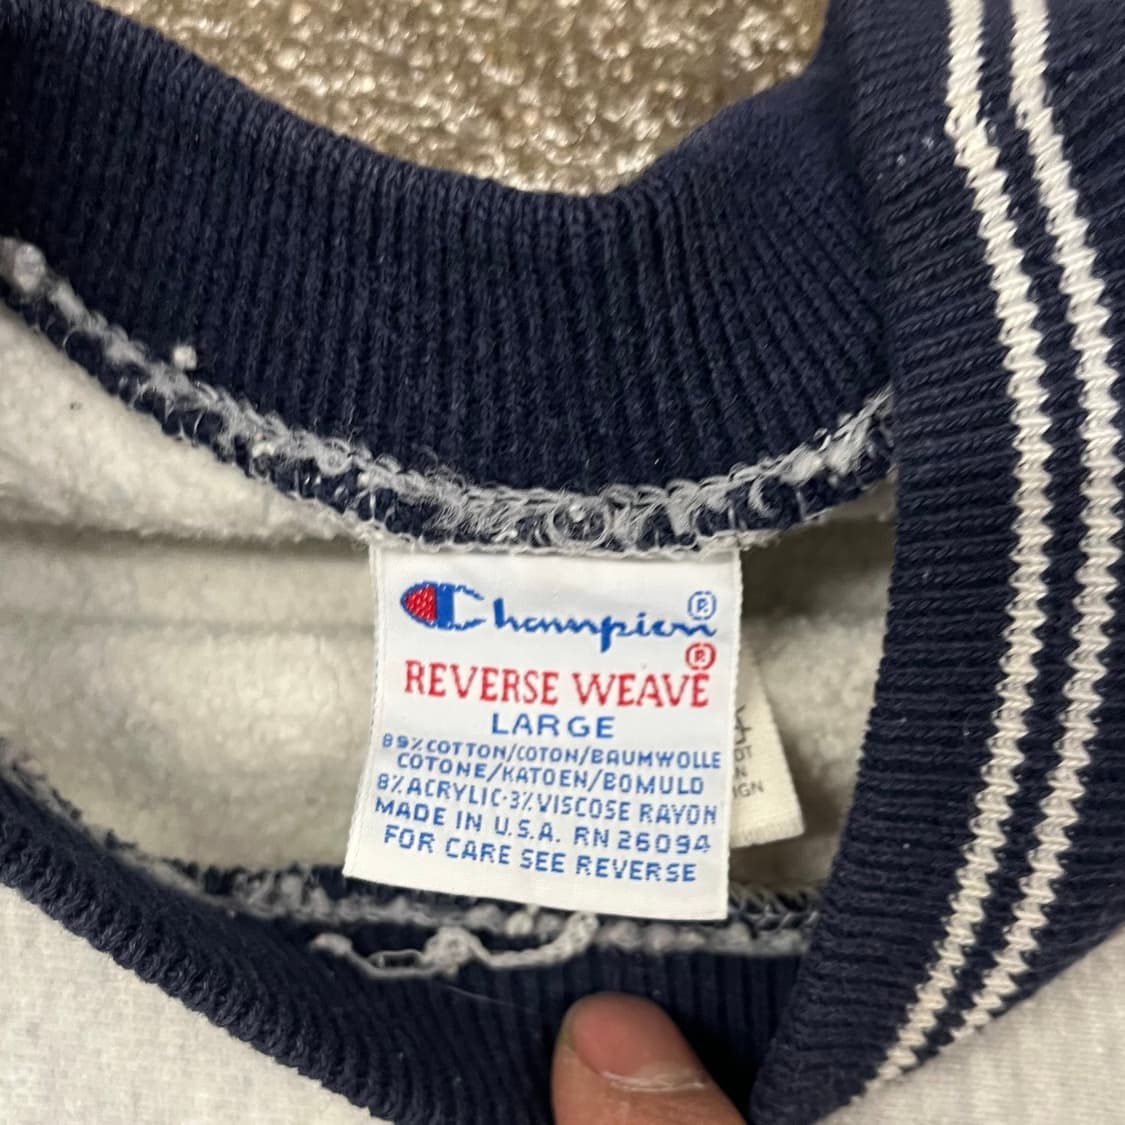 Champion®
®
REVERSE WEAVE
LARGE
89% COTTON/COTON/BAUMWOLLE
COTONE/KATOEN/BOMULD
8% ACRYLIC·3% VISCOSE RAYON
MADE IN U.S.A. RN 26094
FOR CARE SEE REVERSE